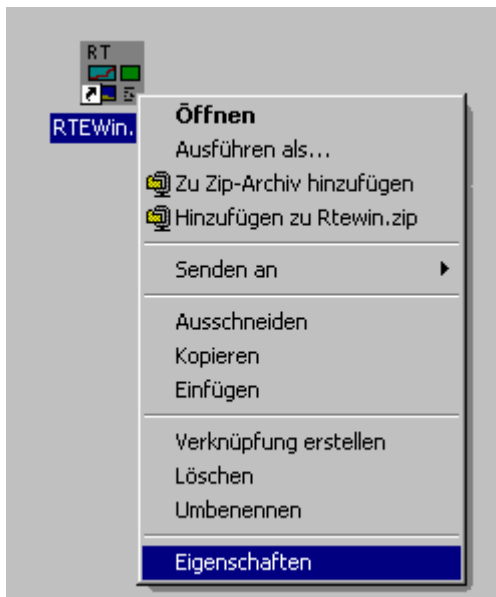 RT
RTEWin.
Öffnen
Ausführen als...
Zu Zip-Archiv hinzufügen
Hinzufügen zu Rtewin.zip
Senden an
Ausschneiden
Kopieren
Einfügen
Verknüpfung erstellen
Löschen
Umbenennen
Eigenschaften